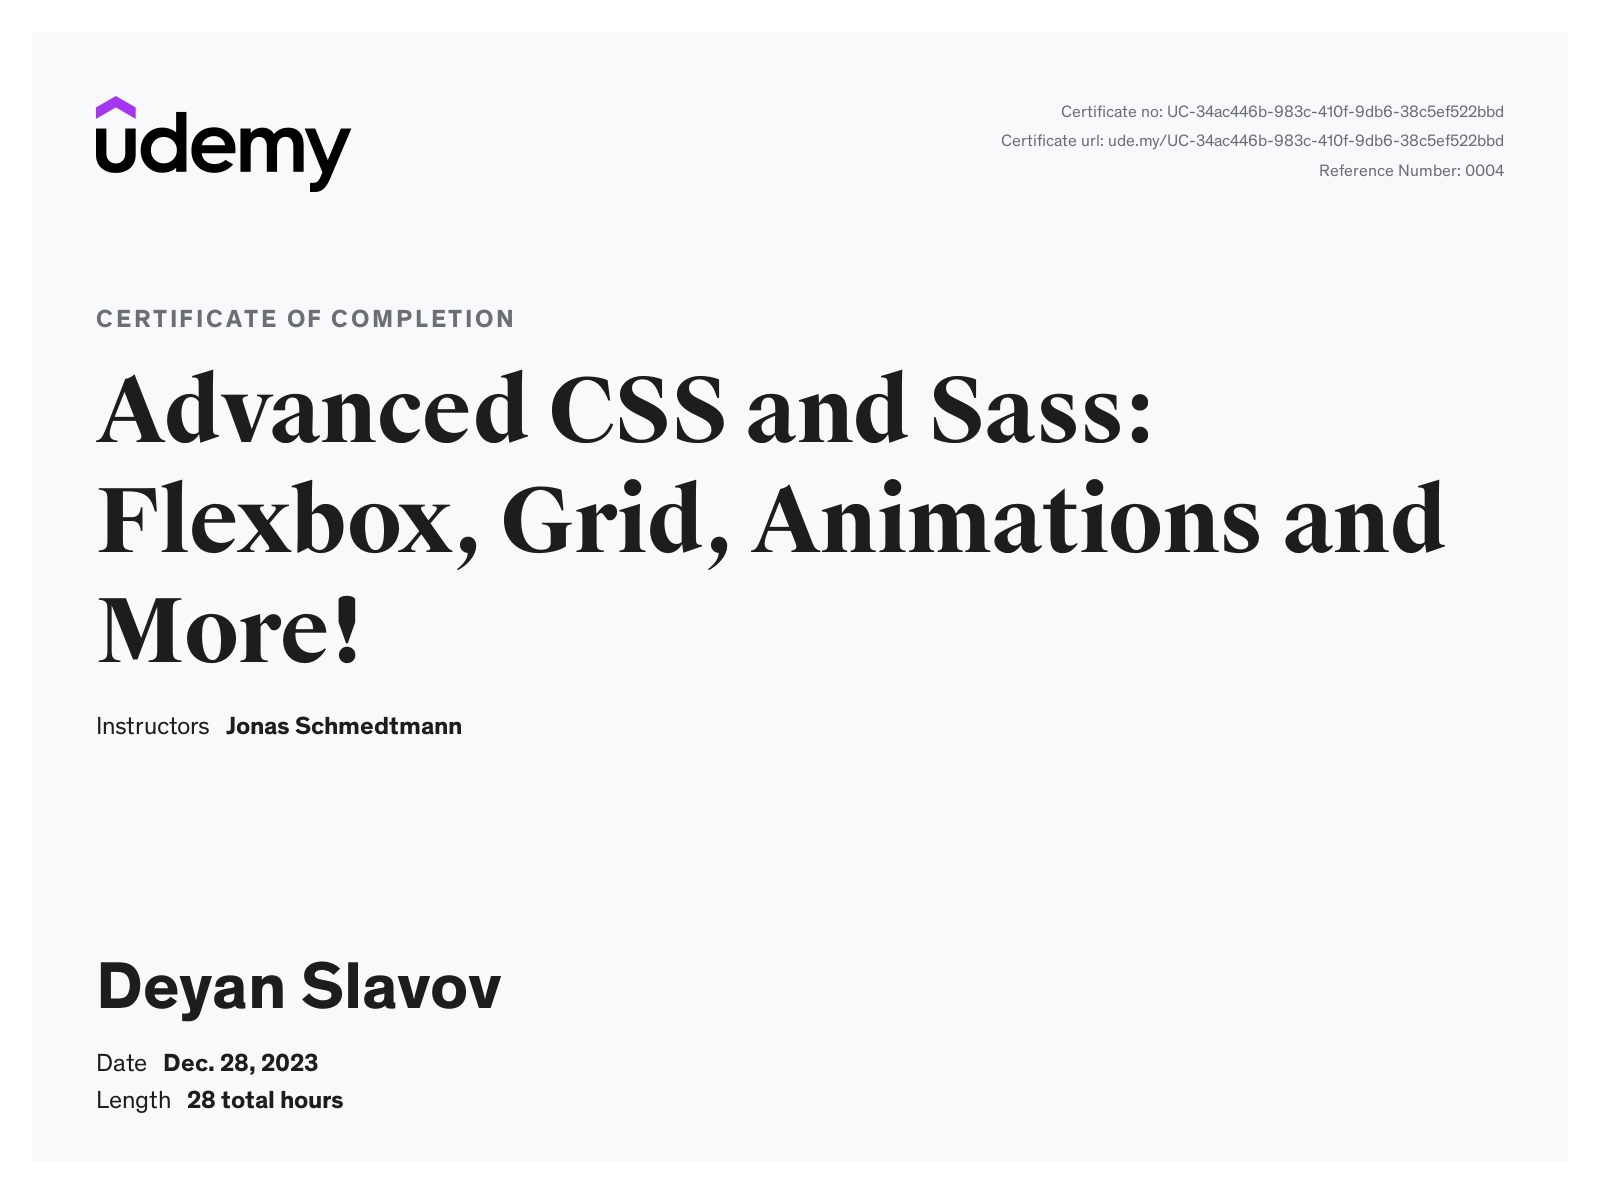 udemy
Certificate no: UC-34ac446b-983c-410f-9db6-38c5ef522bbd
Certificate url: ude.my/UC-34ac446b-983c-410f-9db6-38c5ef522bbd
Reference Number: 0004
CERTIFICATE OF COMPLETION
Advanced CSS and Sass:
Flexbox, Grid, Animations and
More!
Instructors Jonas Schmedtmann
Deyan Slavov
Date Dec. 28, 2023
Length 28 total hours